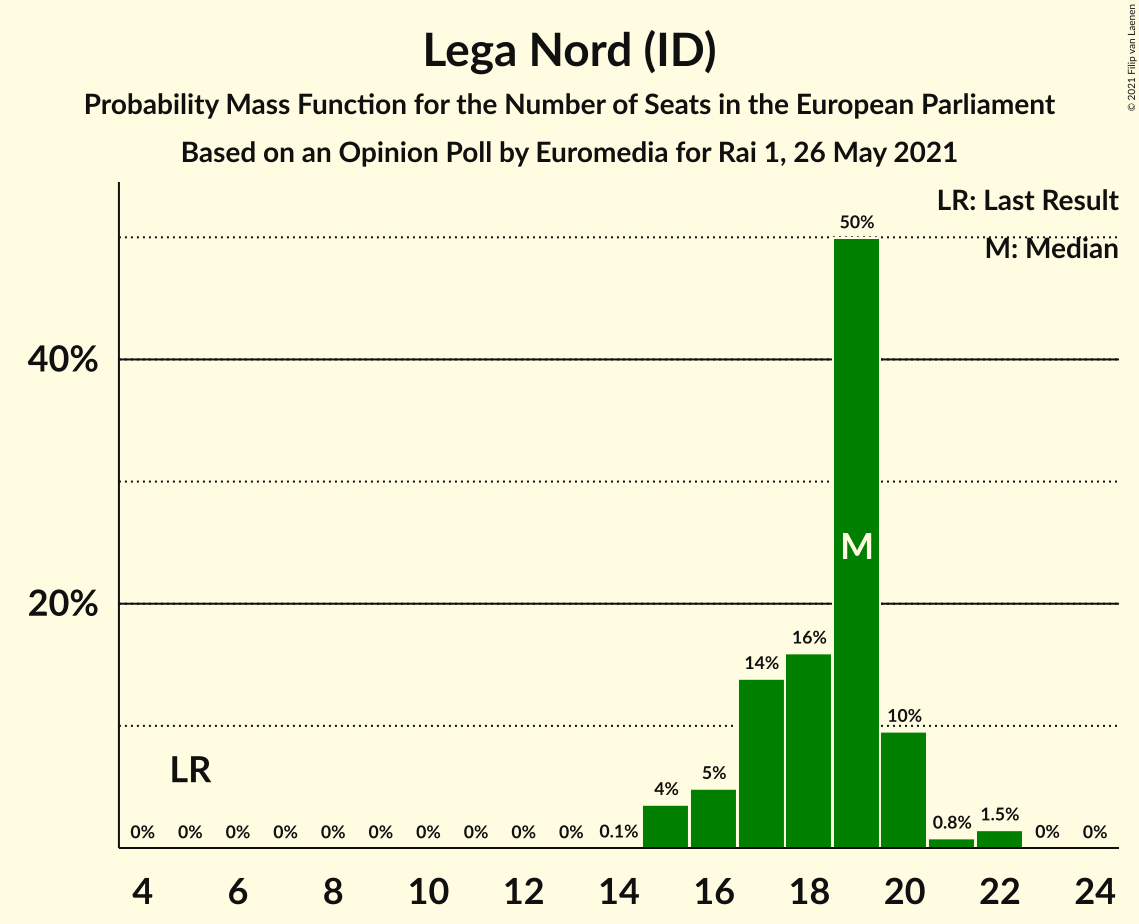 Lega Nord (ID)
Probability Mass Function for the Number of Seats in the European Parliament
Based on an Opinion Poll by Euromedia for Rai 1, 26 May 2021
© 2021 Filip van Laenen
LR: Last Result
M: Median
50%
40%
M
20%
16%
14%
10%
LR
5%
4%
1.5%
0.8%
0% 0% 0% 0% 0% 0% 0% 0% 0% 0% 0.1% 0% 0%
4 6 8 10 12 14 16 18 20 22 24